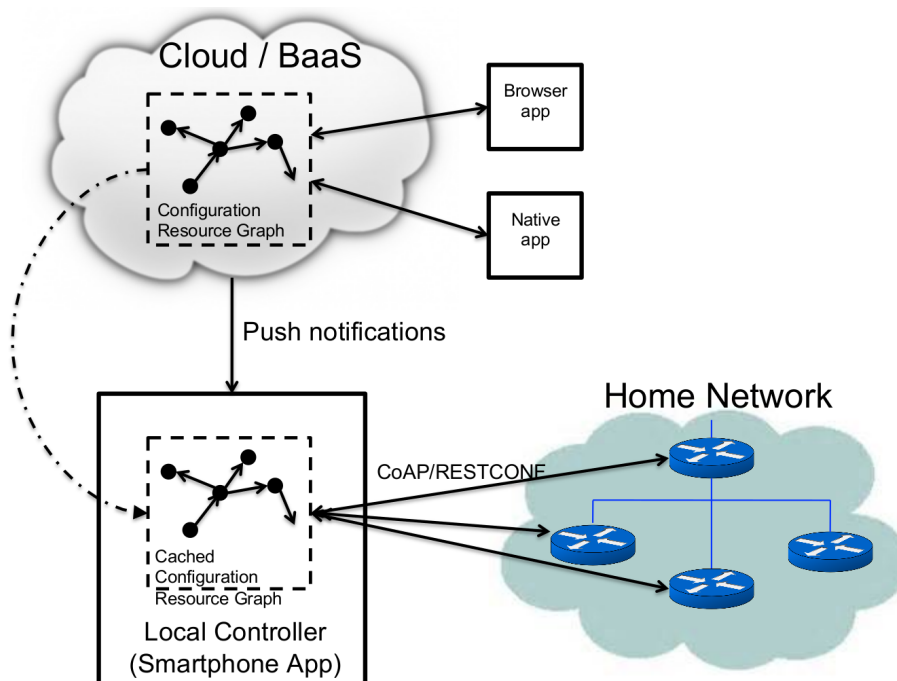 Cloud / BaaS
Browser
app
Configuration
Resource Graph
Native
app
Push notifications
Home Network
CoAP/RESTCONF
Cached
Configuration
Resource Graph
Local Controller
(Smartphone App)